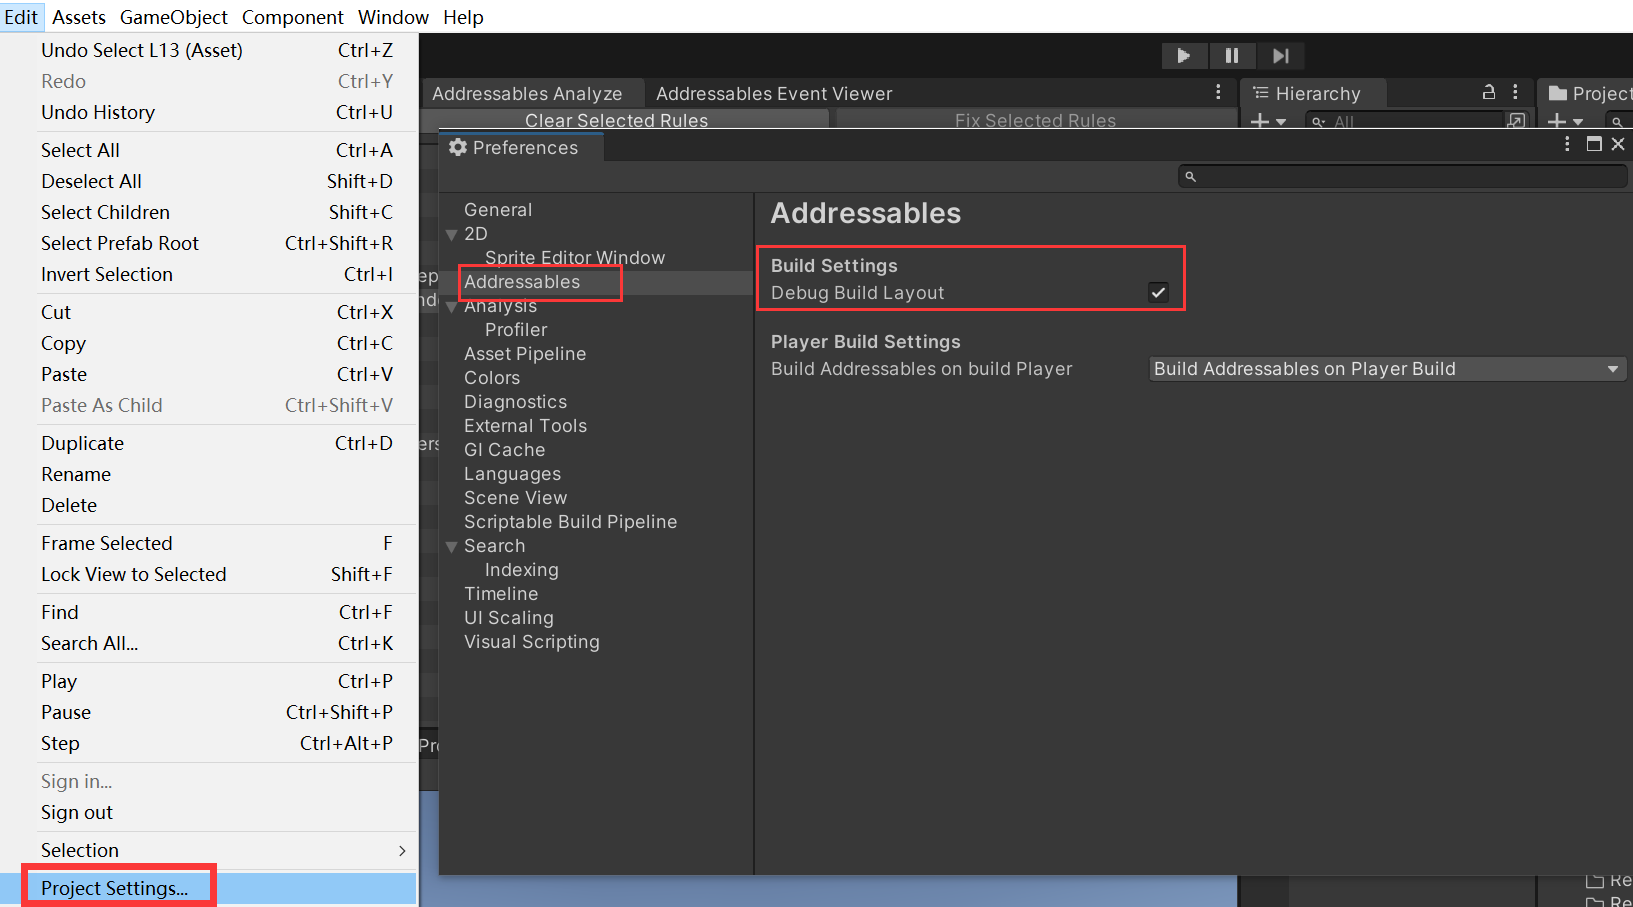 Edit Assets GameObject Component Window Help
Undo Select L13 (Asset) Ctrl+Z
Redo Ctrl+Y
Undo History Ctrl+U
Select All Ctrl+A
Deselect All Shift+D
Select Children Shift+C
Select Prefab Root Ctrl+Shift+R
Invert Selection Ctrl+I
Cut Ctrl+X
Copy Ctrl+C
Paste Ctrl+V
Paste As Child Ctrl+Shift+V
Duplicate Ctrl+D
Rename
Delete
Frame Selected F
Lock View to Selected Shift+F
Find Ctrl+F
Search All... Ctrl+K
Play Ctrl+P
Pause Ctrl+Shift+P
Step Ctrl+Alt+P
Sign in...
Sign out
Selection
Project Settings...
Addressables Analyze Addressables Event Viewer
Clear Selected Rules Fix Selected Rules
Hierarchy
All
Project
Preferences
General
2D
Sprite Editor Window
Addressables
Analysis
Profiler
Asset Pipeline
Colors
Diagnostics
External Tools
GI Cache
Languages
Scene View
Scriptable Build Pipeline
Search
Indexing
Timeline
UI Scaling
Visual Scripting
Addressables
Build Settings
Debug Build Layout
Player Build Settings
Build Addressables on build Player Build Addressables on Player Build